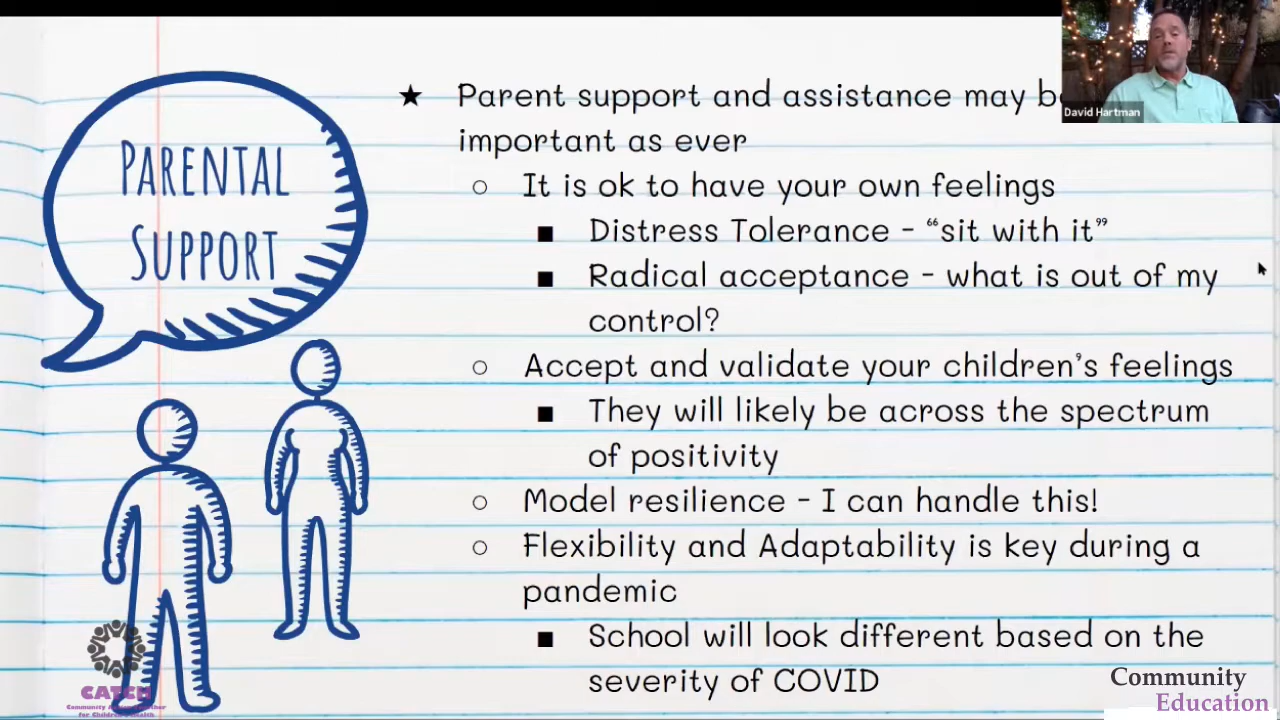 PARENTAL
SUPPORT
★ Parent support and assistance may
important as ever
○ It is ok to have your own feelings
■ Distress Tolerance - “sit with it”
■ Radical acceptance - what is out of my
control?
○ Accept and validate your children’s feelings
■ They will likely be across the spectrum
of positivity
○ Model resilience - I can handle this!
○ Flexibility and Adaptability is key during a
pandemic
■ School will look different based on the
severity of COVID
David Hartman
CATCH
for Children's Health
Community
Education